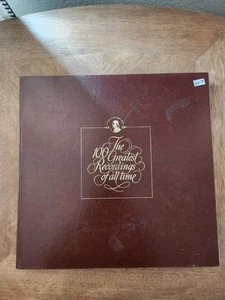 The
100 Greatest
Recordings
of all time